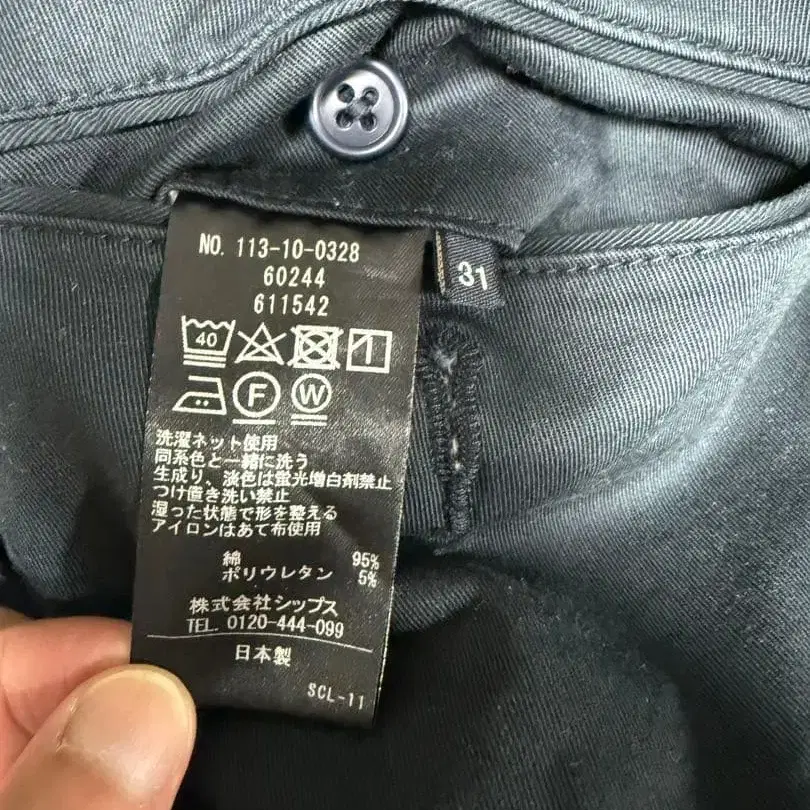 NO. 113-10-0328
60244
611542
31
40
F W
洗濯ネット使用
同系色と一緒に洗う
生成り、淡色は蛍光増白剤禁止
つけ置き洗い禁止
湿った状態で形を整える
アイロンはあて布使用
綿 95%
ポリウレタン 5%
株式会社シップス
TEL. 0120-444-099
日本製
SCL-11